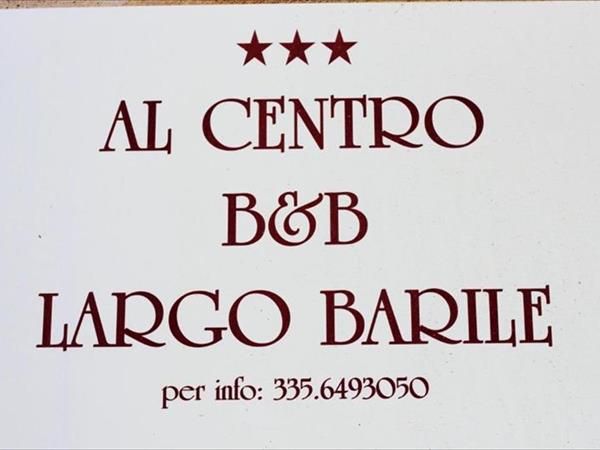 ★★★
AL CENTRO
B&B
LARGO BARILE
per info: 335.6493050